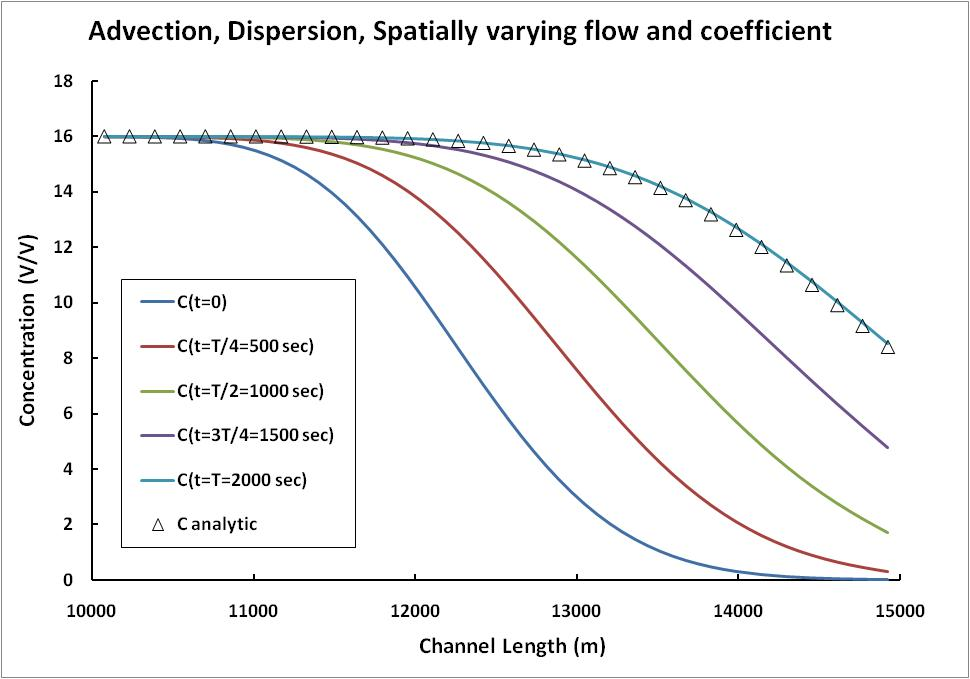 Advection, Dispersion, Spatially varying flow and coefficient
18
16
14
12
10
8
6
4
2
0
Concentration (V/V)
C(t=0)
C(t=T/4=500 sec)
C(t=T/2=1000 sec)
C(t=3T/4=1500 sec)
C(t=T=2000 sec)
C analytic
10000 11000 12000 13000 14000 15000
Channel Length (m)